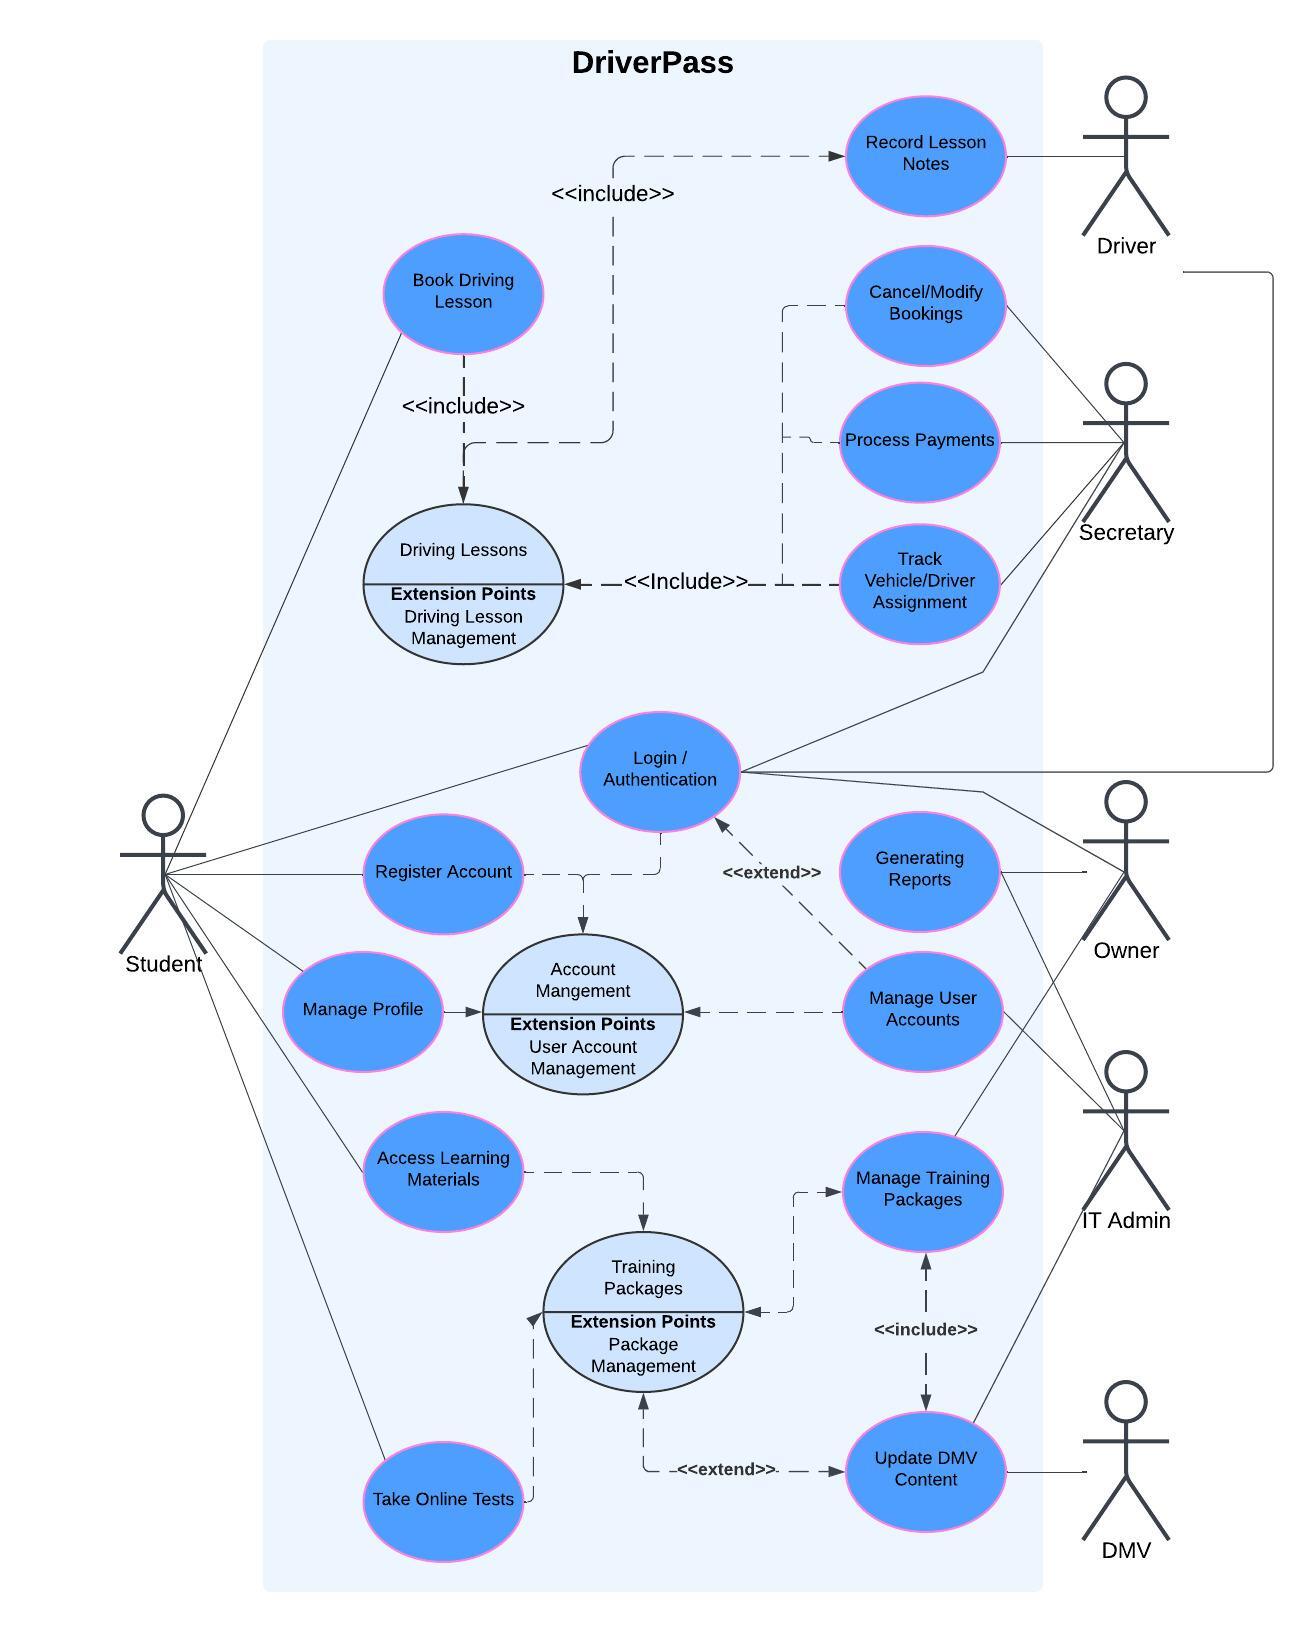 DriverPass
Record Lesson
Notes
<<include>>
Driver
Book Driving
Lesson
Cancel/Modify
Bookings
<<include>>
Process Payments
Secretary
Driving Lessons
Extension Points
Driving Lesson
Management
<<Include>>
Track
Vehicle/Driver
Assignment
Login /
Authentication
Student
Register Account
<<extend>>
Generating
Reports
Owner
Manage Profile
Account
Mangement
Extension Points
User Account
Management
Manage User
Accounts
Access Learning
Materials
Manage Training
Packages
IT Admin
Training
Packages
Extension Points
Package
Management
<<include>>
Take Online Tests
<<extend>>
Update DMV
Content
DMV